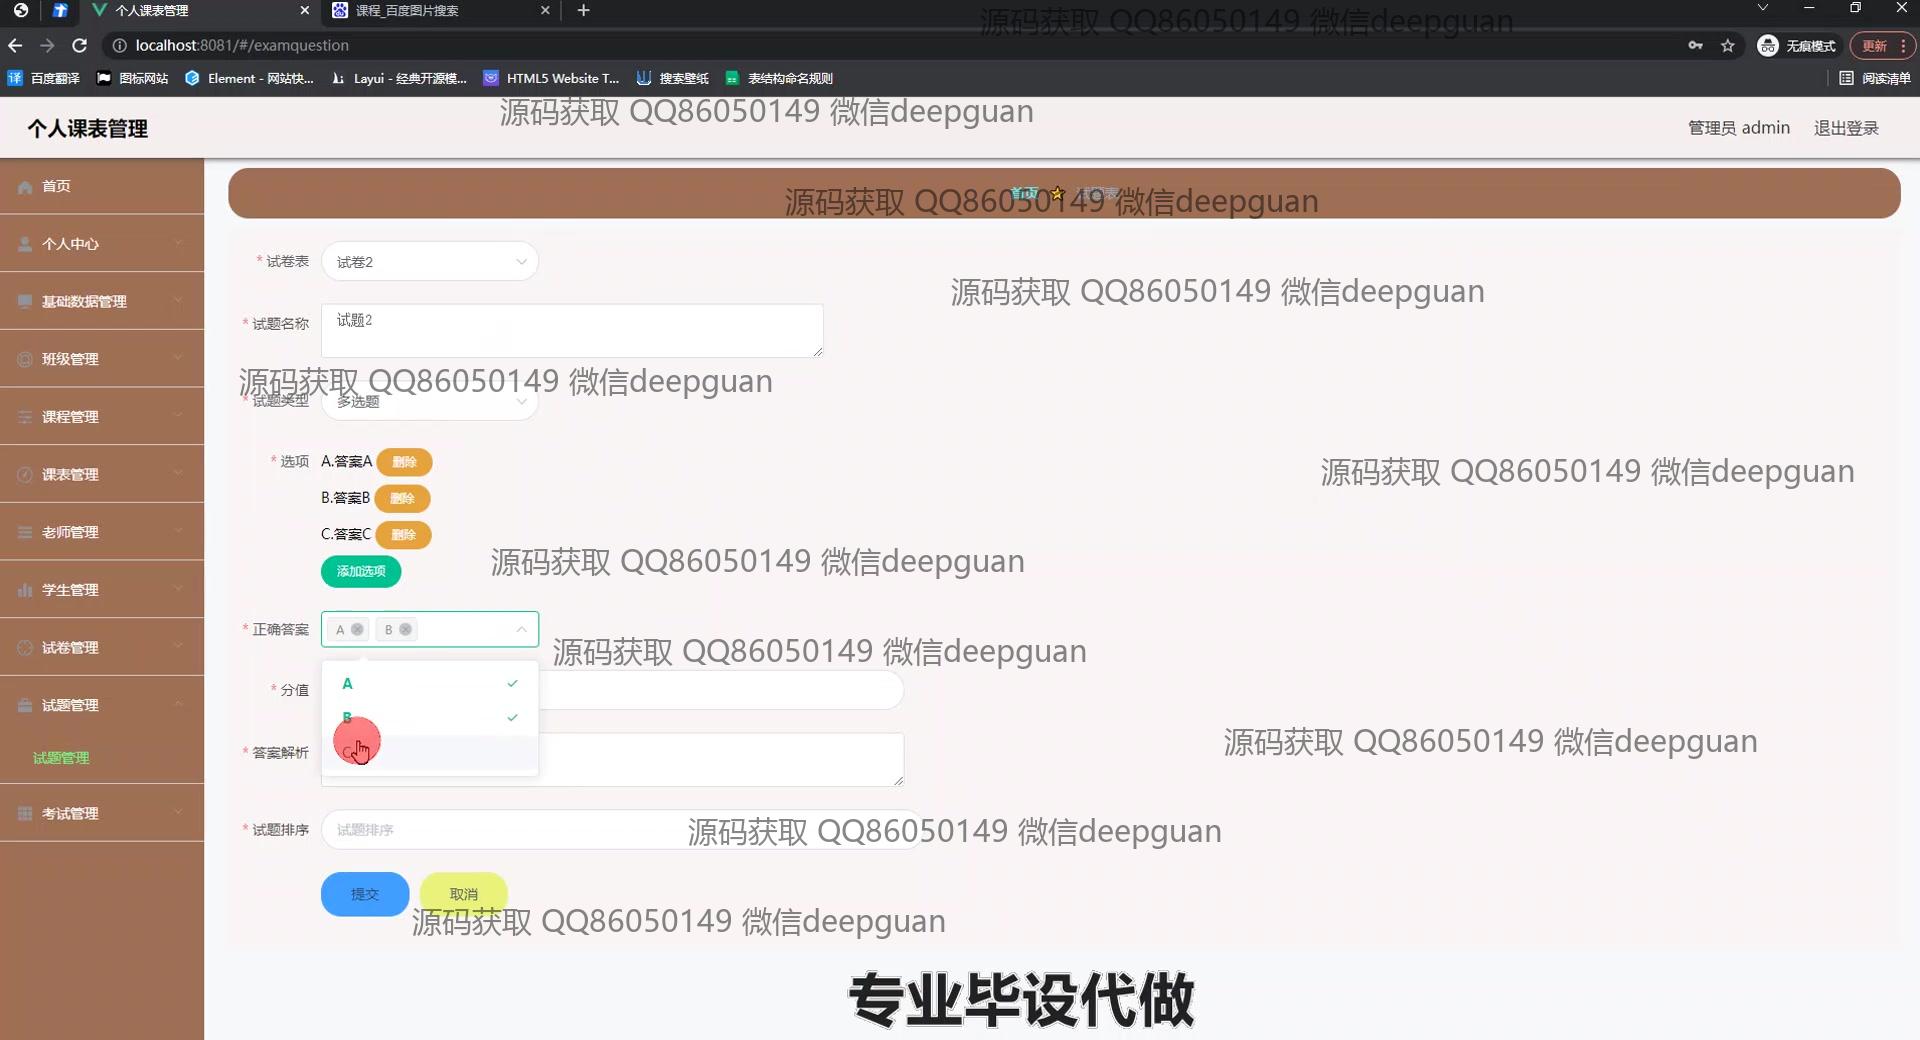 个人课表管理
课程_百度图片搜索
localhost:8081/#/examquestion
无痕模式
更新
百度翻译
图标网站
Element - 网站快...
Layui - 经典开源模...
HTML5 Website T...
搜索壁纸
表结构命名规则
阅读清单
源码获取 QQ86050149 微信deepguan
源码获取 QQ86050149 微信deepguan
个人课表管理
管理员 admin
退出登录
首页
个人中心
基础数据管理
班级管理
课程管理
课表管理
老师管理
学生管理
试卷管理
试题管理
试题管理
考试管理
首页
试题表
源码获取 QQ86050149 微信deepguan
* 试卷表
试卷2
源码获取 QQ86050149 微信deepguan
* 试题名称
试题2
源码获取 QQ86050149 微信deepguan
* 试题类型
多选题
* 选项
A.答案A
删除
源码获取 QQ86050149 微信deepguan
B.答案B
删除
C.答案C
删除
添加选项
源码获取 QQ86050149 微信deepguan
* 正确答案
A
B
源码获取 QQ86050149 微信deepguan
A
B
C
* 分值
* 答案解析
源码获取 QQ86050149 微信deepguan
* 试题排序
试题排序
源码获取 QQ86050149 微信deepguan
提交
取消
源码获取 QQ86050149 微信deepguan
专业毕设代做